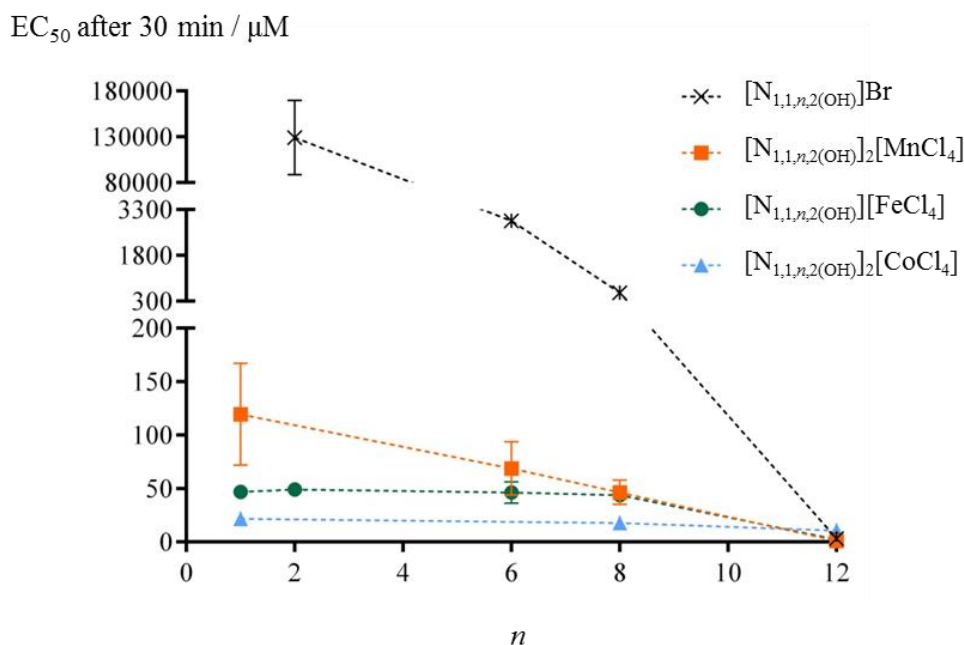 EC₅₀ after 30 min / μM
180000
130000
80000
3300
1800
300
200
150
100
50
0
0 2 4 6 8 10 12
n
[N₁,₁,ₙ,₂₍OH₎]Br
[N₁,₁,ₙ,₂₍OH₎]₂[MnCl₄]
[N₁,₁,ₙ,₂₍OH₎][FeCl₄]
[N₁,₁,ₙ,₂₍OH₎]₂[CoCl₄]